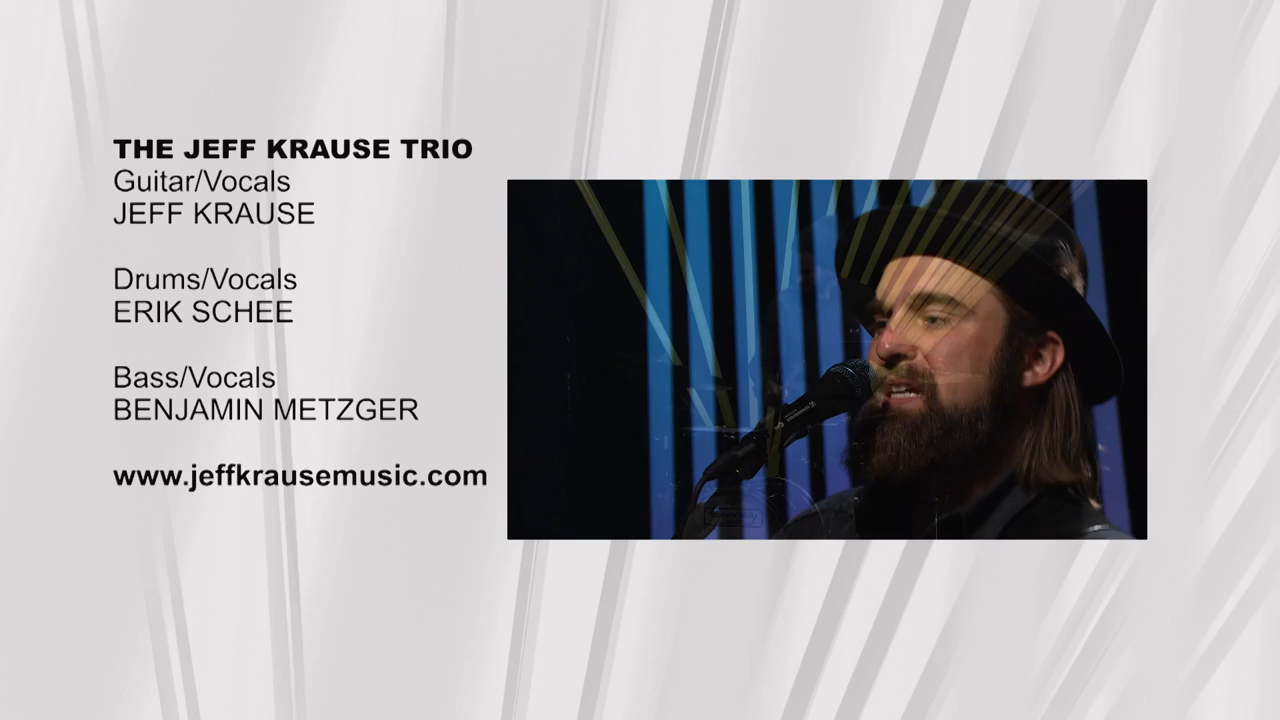 THE JEFF KRAUSE TRIO
Guitar/Vocals
JEFF KRAUSE
Drums/Vocals
ERIK SCHEE
Bass/Vocals
BENJAMIN METZGER
www.jeffkrausemusic.com